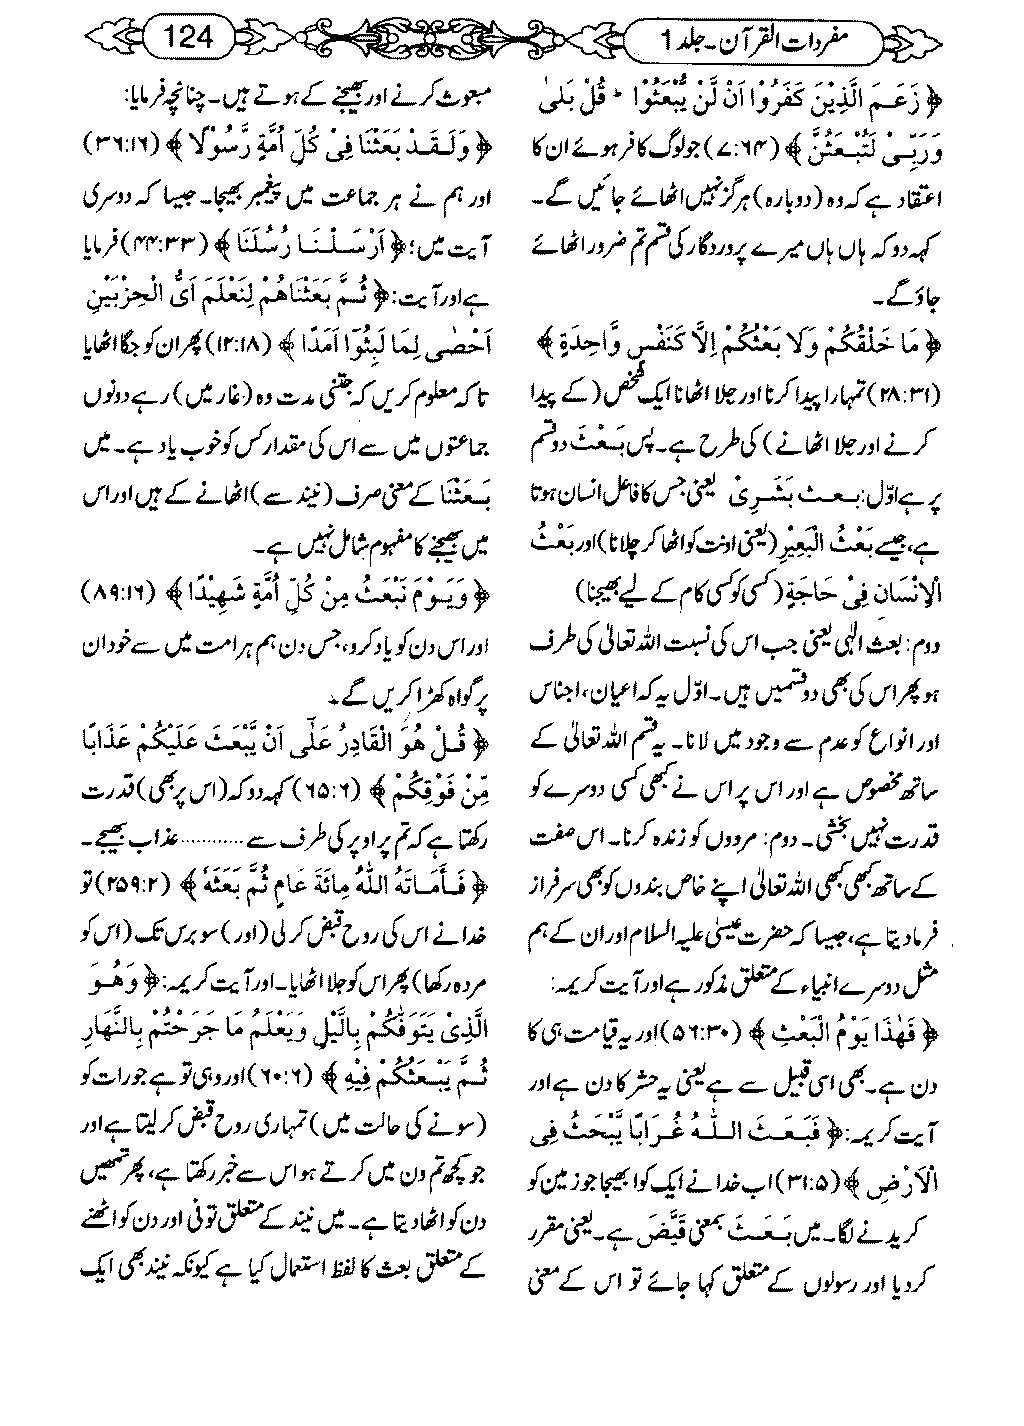 مفردات القرآن۔جلد 1
124
﴿ زَعَمَ الَّذِيْنَ كَفَرُوْا اَنْ لَّنْ يُّبْعَثُوْا ؕ قُلْ بَلٰى
وَرَبِّىْ لَتُبْعَثُنَّ ﴾ (۷:۶۴) جو لوگ کافر ہوئے ان کا
اعتقاد ہے کہ وہ (دوبارہ) ہرگز نہیں اٹھائے جائیں گے۔
کہہ دو کہ ہاں ہاں میرے پروردگار کی قسم تم ضرور اٹھائے
جاؤ گے۔
﴿ مَا خَلْقُكُمْ وَلَا بَعْثُكُمْ اِلَّا كَنَفْسٍ وَّاحِدَةٍ ﴾
(۲۸:۳۱) تمہارا پیدا کرنا اور جلا اٹھانا ایک شخص (کے پیدا
کرنے اور جلا اٹھانے) کی طرح ہے۔ پس بَعْثَ دو قسم
پر ہے اوّل: بعث بَشَرِیْ یعنی جس کا فاعل انسان ہوتا
ہے، جیسے بَعْثُ الْبَعِيْرِ (یعنی اونٹ کو اٹھا کر چلانا) اور بَعْثُ
الْاِنْسَانِ فِىْ حَاجَةٍ (کسی کو کسی کام کے لیے بھیجنا)
دوم: بعث الٰہی یعنی جب اس کی نسبت اللہ تعالیٰ کی طرف
ہو پھر اس کی بھی دو قسمیں ہیں۔ اوّل یہ کہ اعیان، اجناس
اور انواع کو عدم سے وجود میں لانا۔ یہ قسم اللہ تعالیٰ کے
ساتھ مخصوص ہے اور اس پر اس نے کبھی کسی دوسرے کو
قدرت نہیں بخشی۔ دوم: مردوں کو زندہ کرنا۔ اس صفت
کے ساتھ کبھی کبھی اللہ تعالیٰ اپنے خاص بندوں کو بھی سرفراز
فرما دیتا ہے، جیسا کہ حضرت عیسیٰ علیہ السلام اور ان کے ہم
مثل دوسرے انبیاء کے متعلق مذکور ہے اور آیت کریمہ:
﴿ فَهٰذَا يَوْمُ الْبَعْثِ ﴾ (۵۶:۳۰) اور یہ قیامت ہی کا
دن ہے۔ بھی اسی قبیل سے ہے یعنی یہ حشر کا دن ہے اور
آیت کریمہ: ﴿ فَبَعَثَ اللّٰهُ غُرَابًا يَّبْحَثُ فِى
الْاَرْضِ ﴾ (۳۱:۵) اب خدا نے ایک کوا بھیجا جو زمین کو
کریدنے لگا۔ میں بَعَثَ بمعنی قَيَّضَ ہے۔ یعنی مقرر
کر دیا اور رسولوں کے متعلق کہا جائے تو اس کے معنی
مبعوث کرنے اور بھیجنے کے ہوتے ہیں۔ چنانچہ فرمایا:
﴿ وَلَقَدْ بَعَثْنَا فِىْ كُلِّ اُمَّةٍ رَّسُوْلًا ﴾ (۳۶:۱۶)
اور ہم نے ہر جماعت میں پیغمبر بھیجا۔ جیسا کہ دوسری
آیت میں؛ ﴿ اَرْسَلْنَا رُسُلَنَا ﴾ (۴۴:۲۳) فرمایا
ہے اور آیت: ﴿ ثُمَّ بَعَثْنَاهُمْ لِنَعْلَمَ اَىُّ الْحِزْبَيْنِ
اَحْصٰى لِمَا لَبِثُوْا اَمَدًا ﴾ (۱۲:۱۸) پھر ان کو جگا اٹھایا
تاکہ معلوم کریں کہ جتنی مدت وہ (غار میں) رہے دونوں
جماعتوں میں سے اس کی مقدار کس کو خوب یاد ہے۔ میں
بَعَثْنَا کے معنی صرف (نیند سے) اٹھانے کے ہیں اور اس
میں بھیجنے کا مفہوم شامل نہیں ہے۔
﴿ وَيَوْمَ نَبْعَثُ مِنْ كُلِّ اُمَّةٍ شَهِيْدًا ﴾ (۸۹:۱۶)
اور اس دن کو یاد کرو، جس دن ہم ہر امت میں سے خود ان
پر گواہ کھڑا کریں گے۔
﴿ قُلْ هُوَ الْقَادِرُ عَلٰٓى اَنْ يَّبْعَثَ عَلَيْكُمْ عَذَابًا
مِّنْ فَوْقِكُمْ ﴾ (۶۵:۶) کہہ دو کہ (اس پر بھی) قدرت
رکھتا ہے کہ تم پر اوپر کی طرف سے ............ عذاب بھیجے۔
﴿ فَاَمَاتَهُ اللّٰهُ مِائَةَ عَامٍ ثُمَّ بَعَثَهٗ ﴾ (۲۵۹:۲) تو
خدا نے اس کی روح قبض کر لی (اور) سو برس تک (اس کو
مردہ رکھا) پھر اس کو جلا اٹھایا۔ اور آیت کریمہ: ﴿ وَهُوَ
الَّذِىْ يَتَوَفّٰكُمْ بِالَّيْلِ وَيَعْلَمُ مَا جَرَحْتُمْ بِالنَّهَارِ
ثُمَّ يَبْعَثُكُمْ فِيْهِ ﴾ (۶۰:۶) اور وہی تو ہے جو رات کو
(سونے کی حالت میں) تمہاری روح قبض کر لیتا ہے اور
جو کچھ تم دن میں کرتے ہو اس سے خبر رکھتا ہے، پھر تمہیں
دن کو اٹھا دیتا ہے۔ میں نیند کے متعلق توفی اور دن کو اٹھنے
کے متعلق بعث کا لفظ استعمال کیا ہے کیونکہ نیند بھی ایک